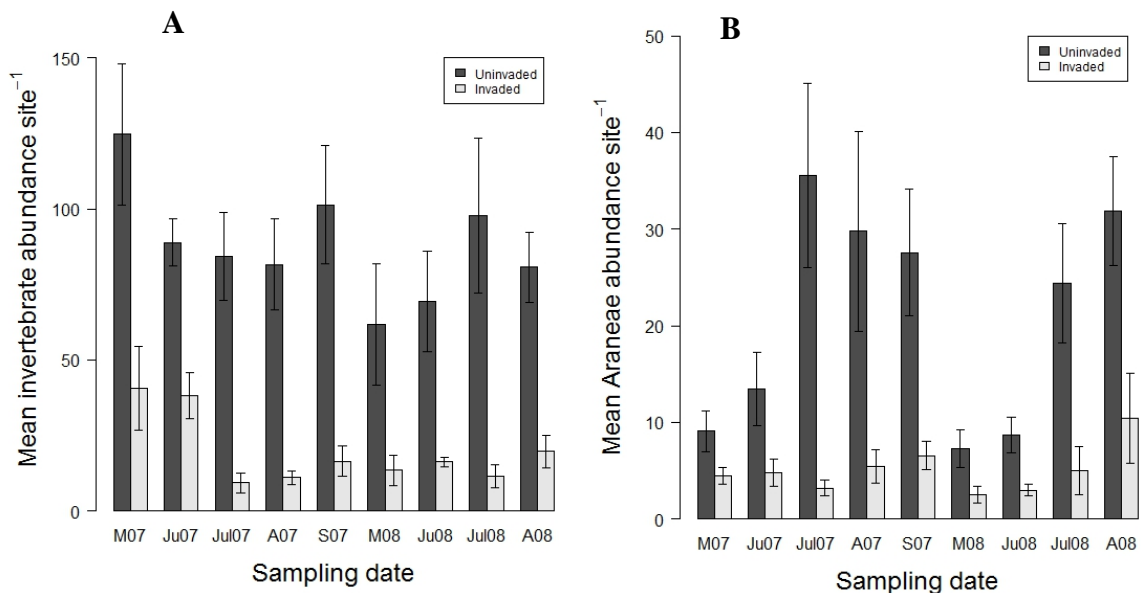 A
Mean invertebrate abundance site⁻¹
150
100
50
0
Uninvaded
Invaded
M07 Ju07 Jul07 A07 S07 M08 Ju08 Jul08 A08
Sampling date
B
Mean Araneae abundance site⁻¹
50
40
30
20
10
0
Uninvaded
Invaded
M07 Ju07 Jul07 A07 S07 M08 Ju08 Jul08 A08
Sampling date